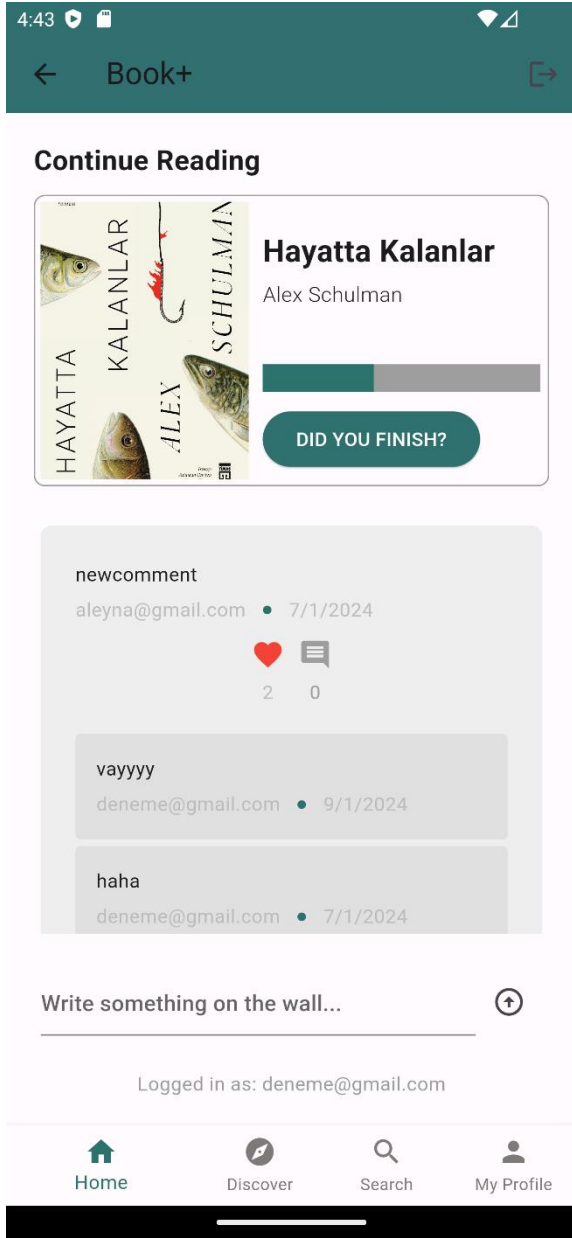 4:43
Book+
Continue Reading
HAYATTA
KALANLAR
ALEX
SCHULMAN
Hayatta Kalanlar
Alex Schulman
DID YOU FINISH?
newcomment
aleyna@gmail.com • 7/1/2024
2 0
vayyyy
deneme@gmail.com • 9/1/2024
haha
deneme@gmail.com • 7/1/2024
Write something on the wall...
Logged in as: deneme@gmail.com
Home Discover Search My Profile